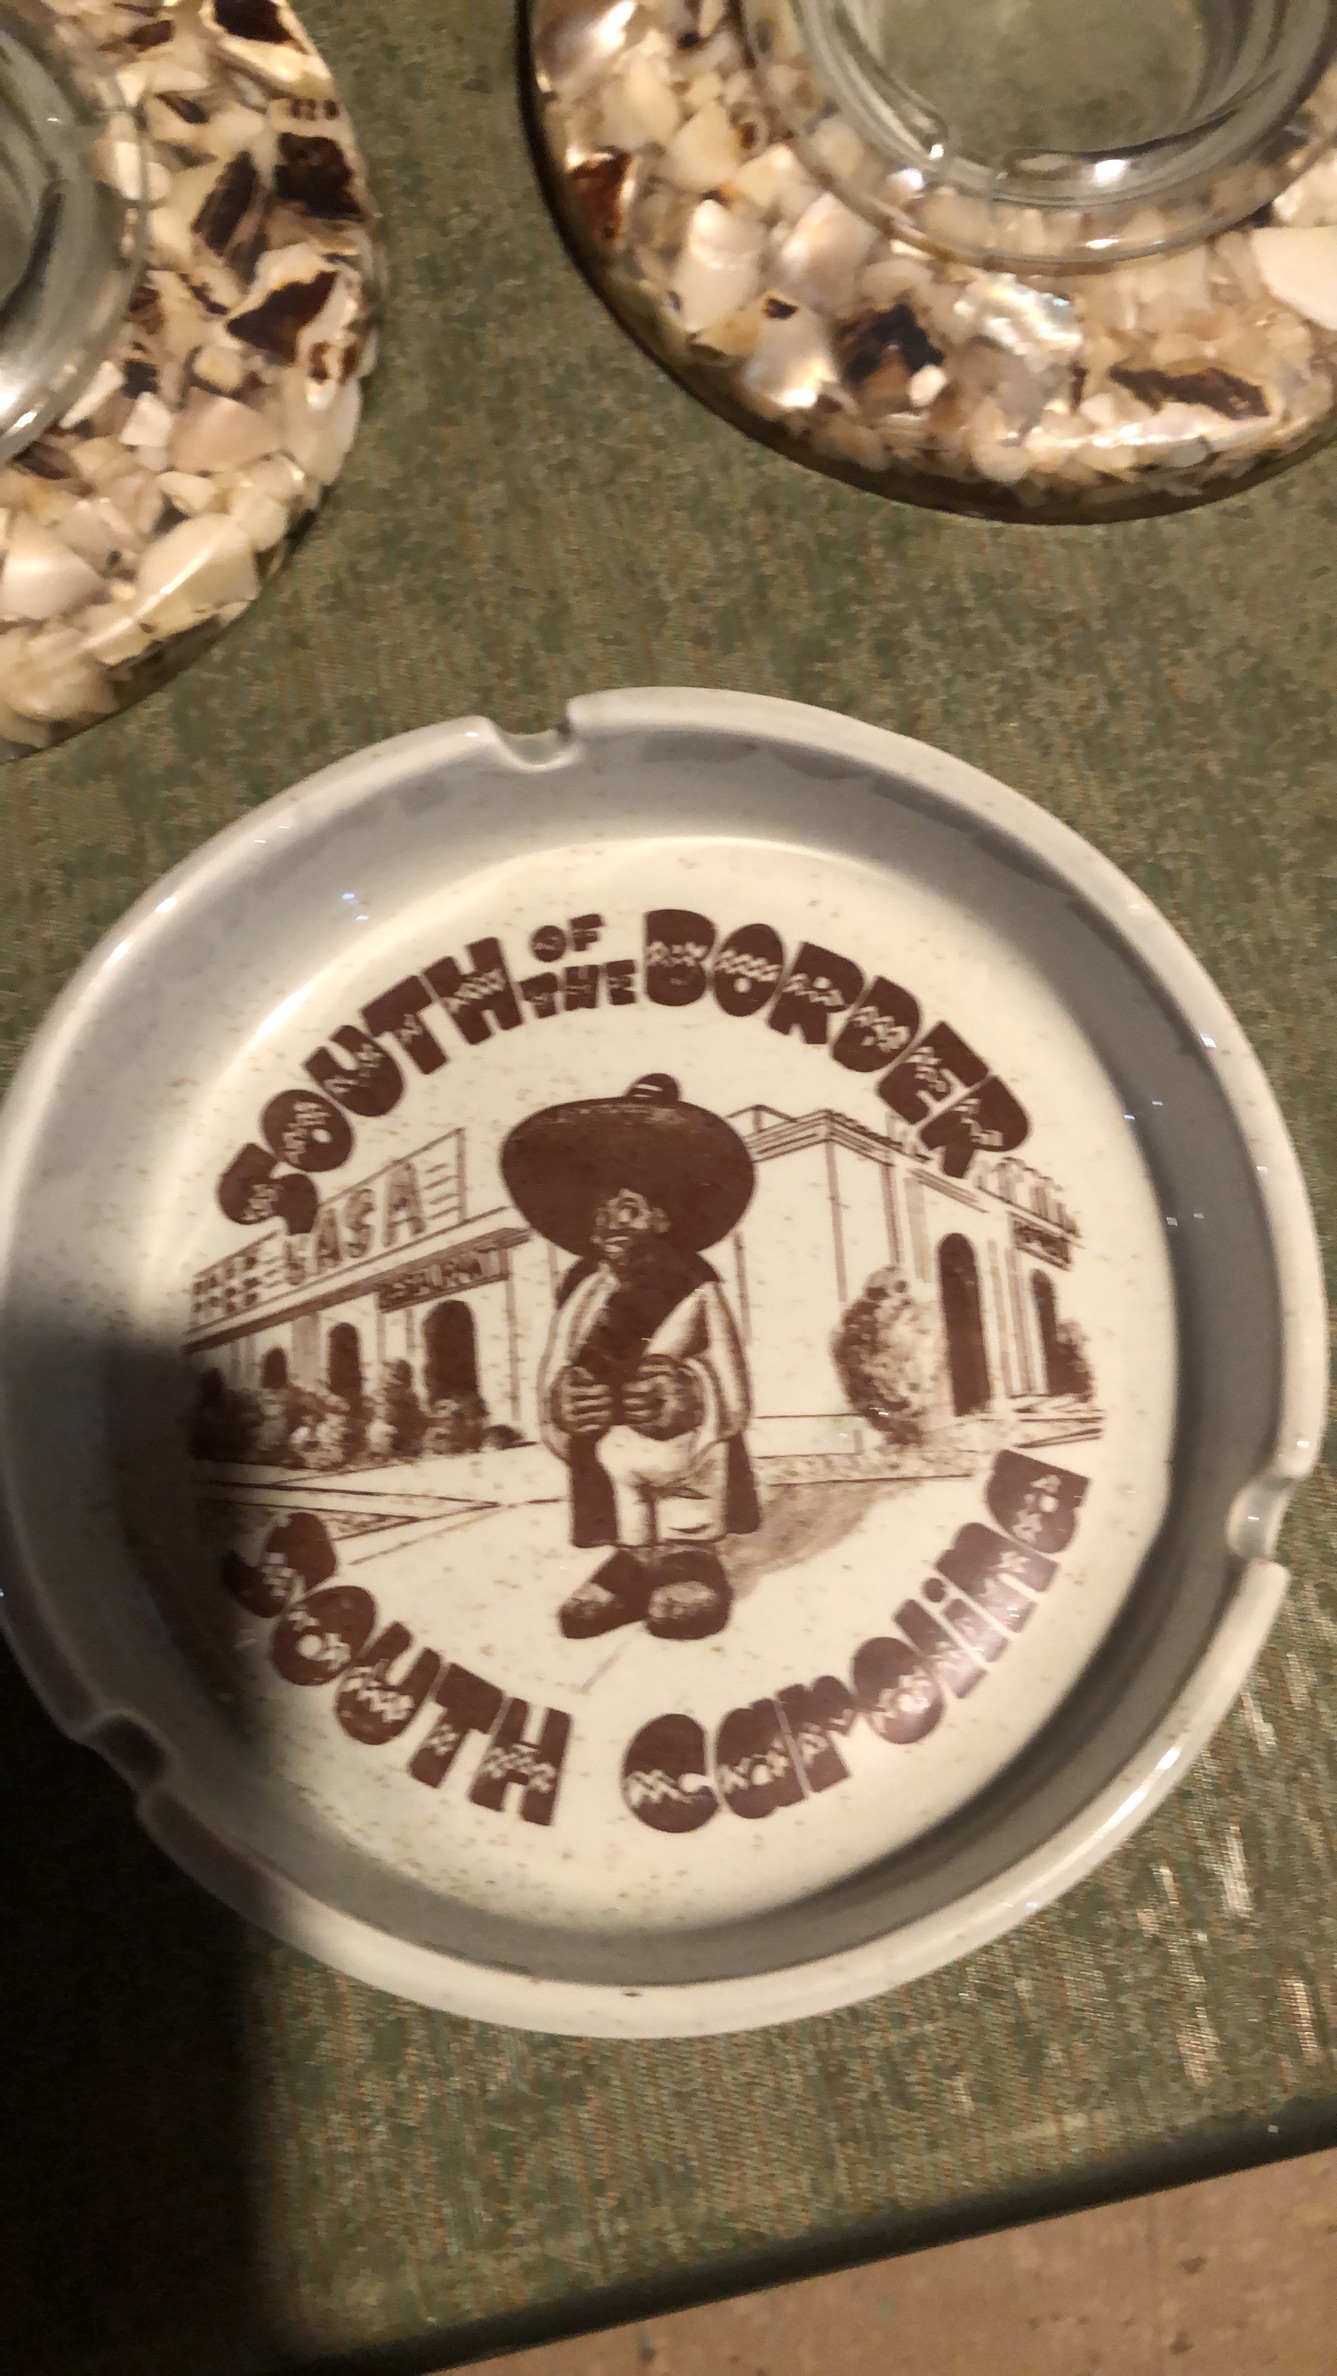 SOUTH OF THE BORDER
CASA
RESTAURANT
SOUTH CAROLINA